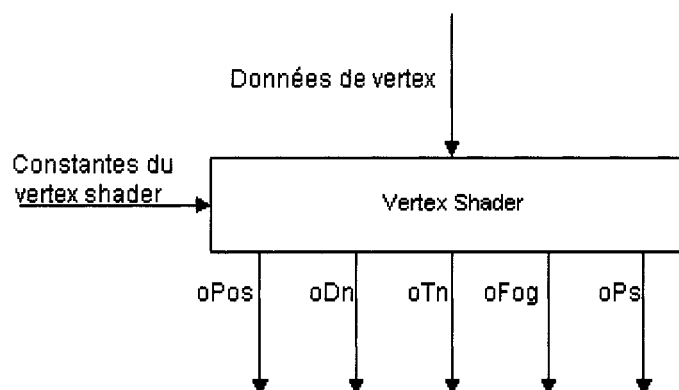 Données de vertex
Constantes du
vertex shader
Vertex Shader
oPos oDn oTn oFog oPs